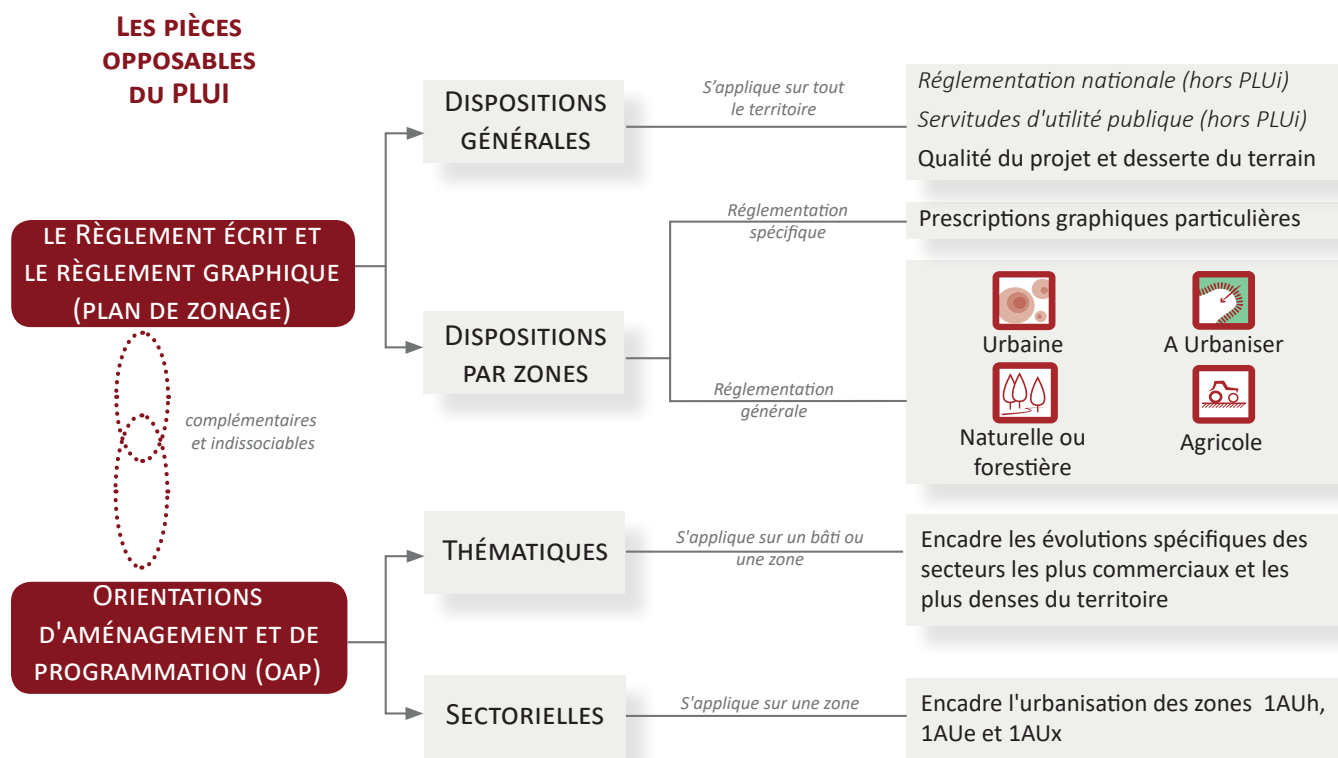 LES PIÈCES
OPPOSABLES
DU PLUI
DISPOSITIONS
GÉNÉRALES
S'applique sur tout
le territoire
Réglementation nationale (hors PLUi)
Servitudes d'utilité publique (hors PLUi)
Qualité du projet et desserte du terrain
LE RÈGLEMENT ÉCRIT ET
LE RÈGLEMENT GRAPHIQUE
(PLAN DE ZONAGE)
DISPOSITIONS
PAR ZONES
Réglementation
spécifique
Prescriptions graphiques particulières
Réglementation
générale
Urbaine
A Urbaniser
Naturelle ou
forestière
Agricole
complémentaires
et indissociables
ORIENTATIONS
D'AMÉNAGEMENT ET DE
PROGRAMMATION (OAP)
THÉMATIQUES
S'applique sur un bâti ou
une zone
Encadre les évolutions spécifiques des
secteurs les plus commerciaux et les
plus denses du territoire
SECTORIELLES
S'applique sur une zone
Encadre l'urbanisation des zones 1AUh,
1AUe et 1AUx